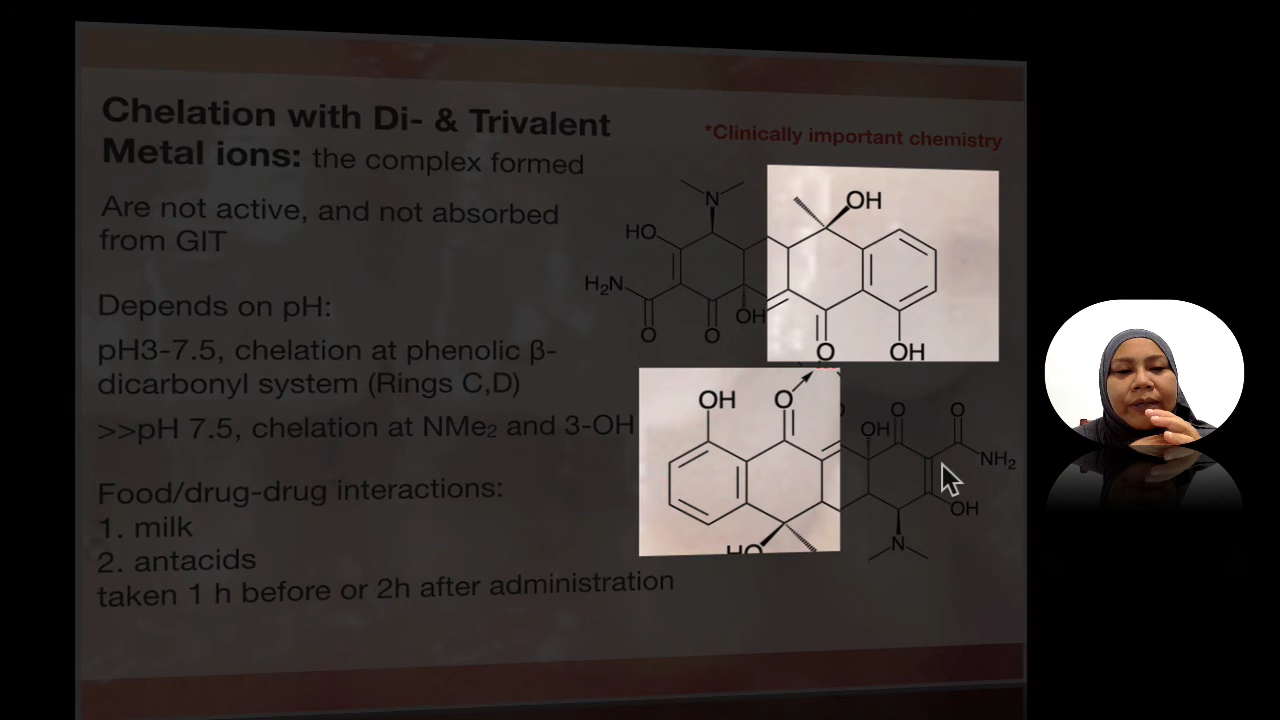 Chelation with Di- & Trivalent
Metal ions: the complex formed
*Clinically important chemistry
Are not active, and not absorbed
from GIT
Depends on pH:
pH3-7.5, chelation at phenolic β-
dicarbonyl system (Rings C,D)
>>pH 7.5, chelation at NMe₂ and 3-OH
Food/drug-drug interactions:
1. milk
2. antacids
taken 1 h before or 2h after administration
N
OH
HO
H₂N
OH
O
O
O
OH
OH
O
O
O
OH
NH₂
OH
HO
N